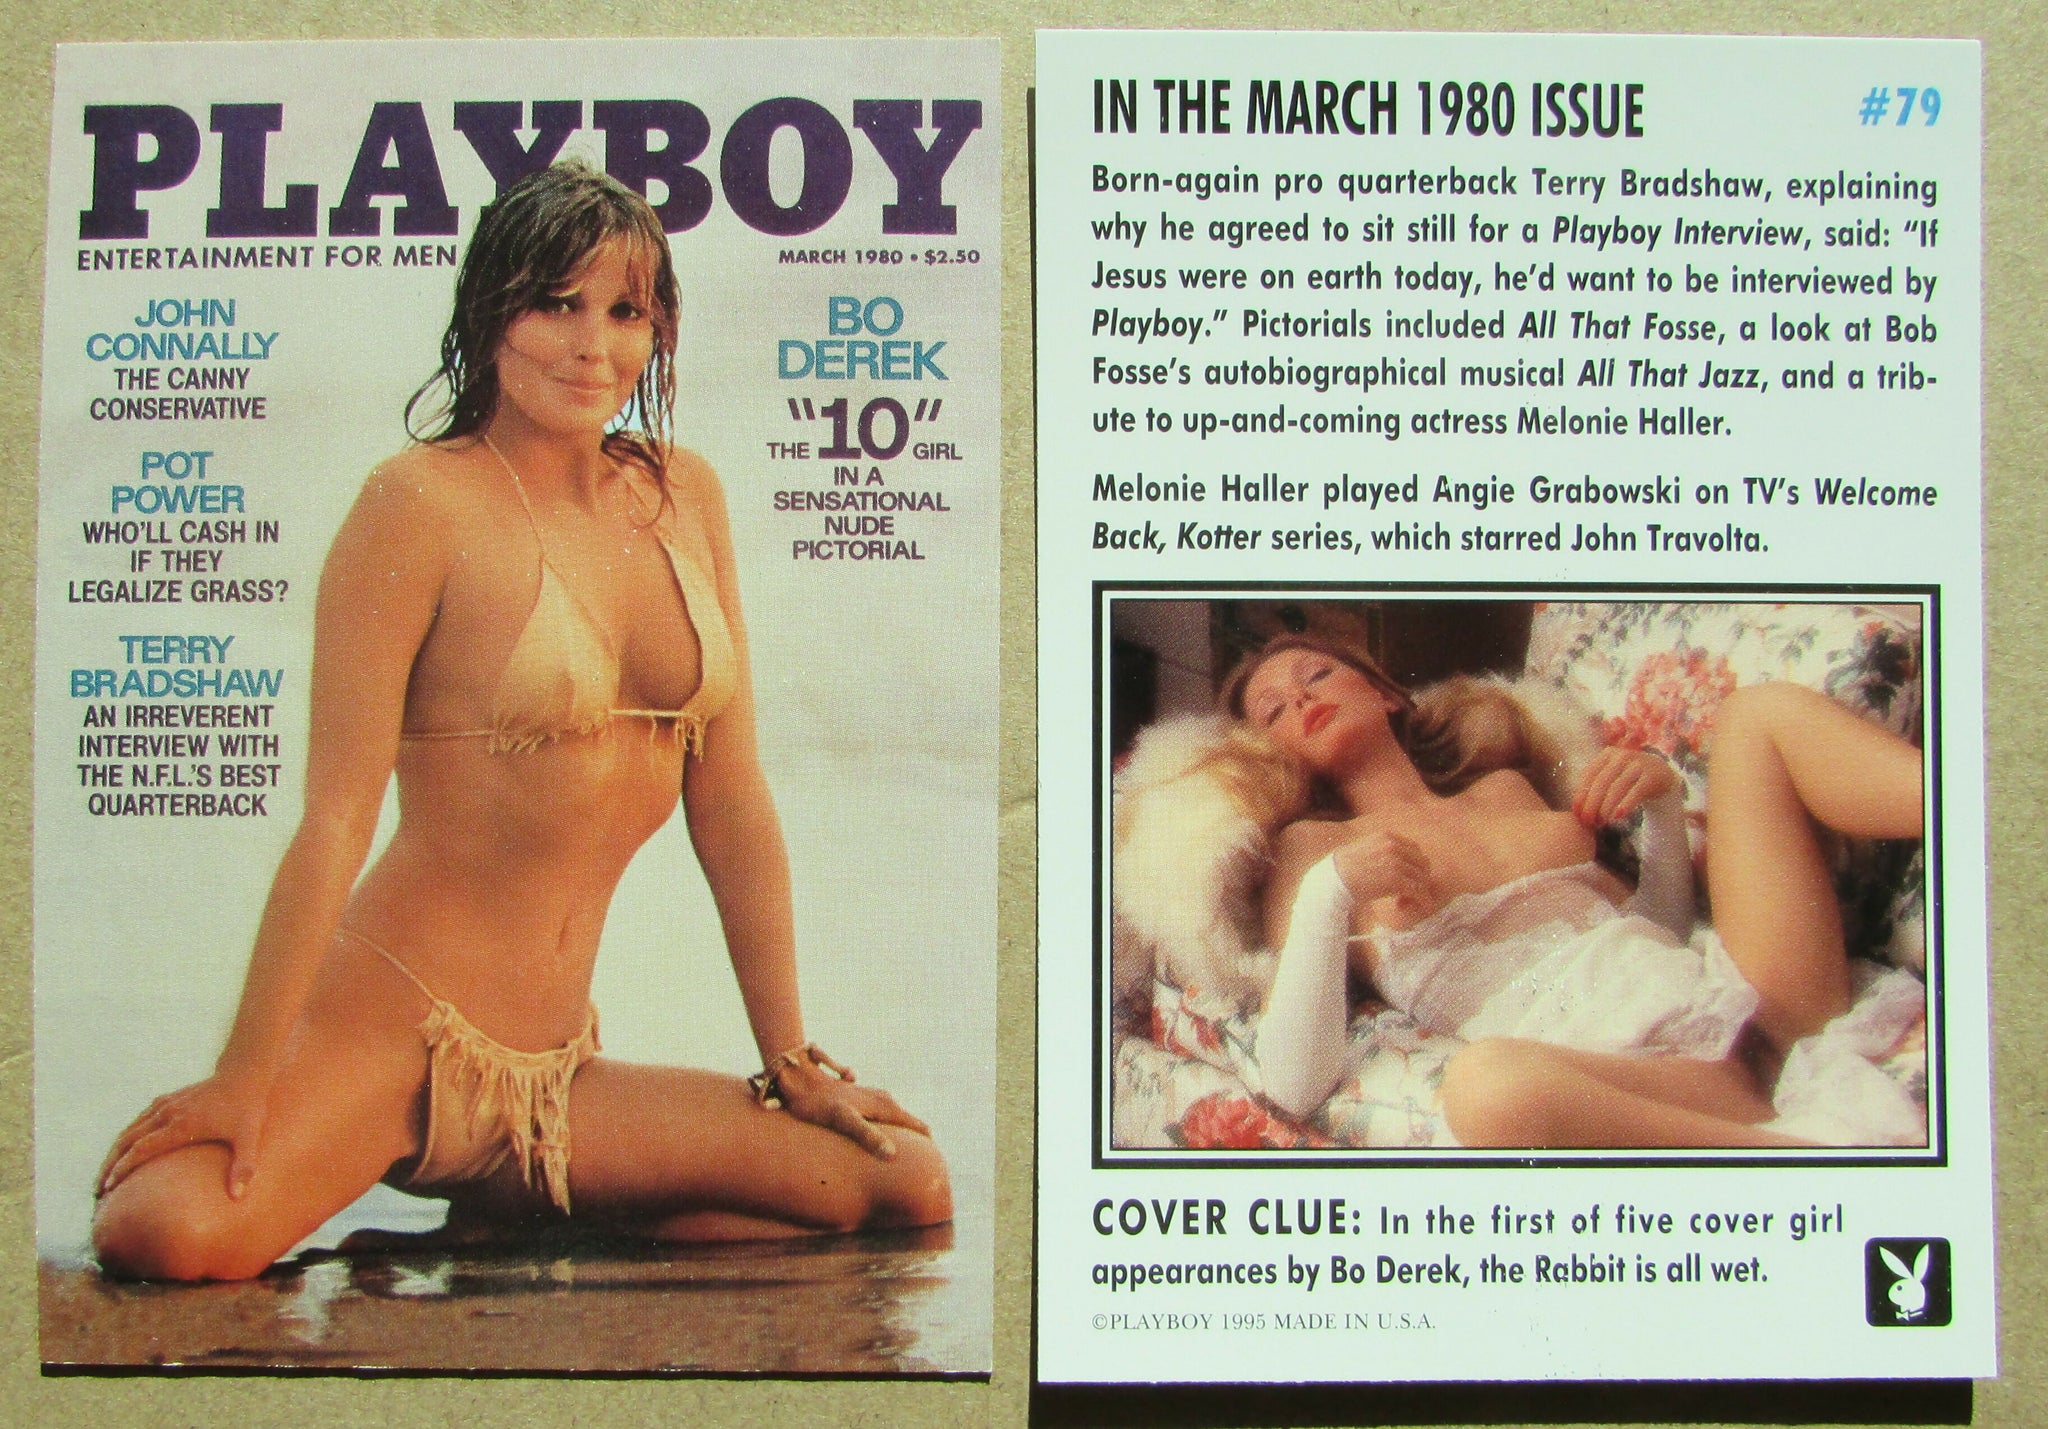 PLAYBOY
ENTERTAINMENT FOR MEN
MARCH 1980 • $2.50
JOHN
CONNALLY
THE CANNY
CONSERVATIVE
POT
POWER
WHO'LL CASH IN
IF THEY
LEGALIZE GRASS?
TERRY
BRADSHAW
AN IRREVERENT
INTERVIEW WITH
THE N.F.L.'S BEST
QUARTERBACK
BO
DEREK
THE "10" GIRL
IN A
SENSATIONAL
NUDE
PICTORIAL
IN THE MARCH 1980 ISSUE
#79
Born-again pro quarterback Terry Bradshaw, explaining
why he agreed to sit still for a Playboy Interview, said: "If
Jesus were on earth today, he'd want to be interviewed by
Playboy." Pictorials included All That Fosse, a look at Bob
Fosse's autobiographical musical All That Jazz, and a trib-
ute to up-and-coming actress Melonie Haller.
Melonie Haller played Angie Grabowski on TV's Welcome
Back, Kotter series, which starred John Travolta.
COVER CLUE: In the first of five cover girl
appearances by Bo Derek, the Rabbit is all wet.
©PLAYBOY 1995 MADE IN U.S.A.